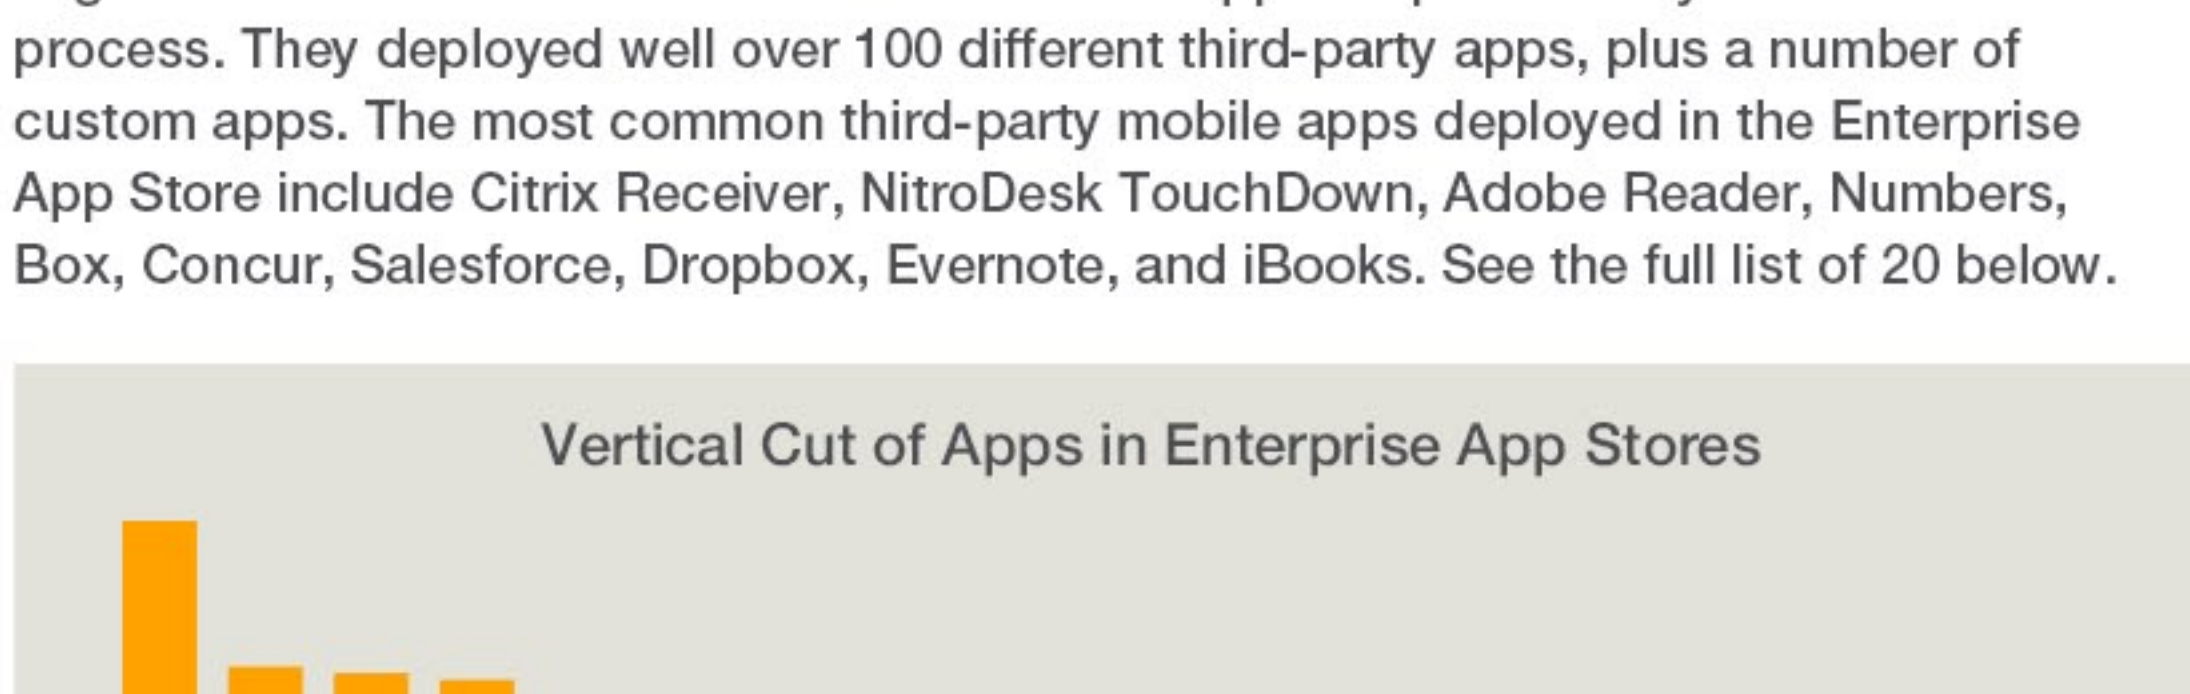 process. They deployed well over 100 different third-party apps, plus a number of
custom apps. The most common third-party mobile apps deployed in the Enterprise
App Store include Citrix Receiver, NitroDesk TouchDown, Adobe Reader, Numbers,
Box, Concur, Salesforce, Dropbox, Evernote, and iBooks. See the full list of 20 below.
Vertical Cut of Apps in Enterprise App Stores